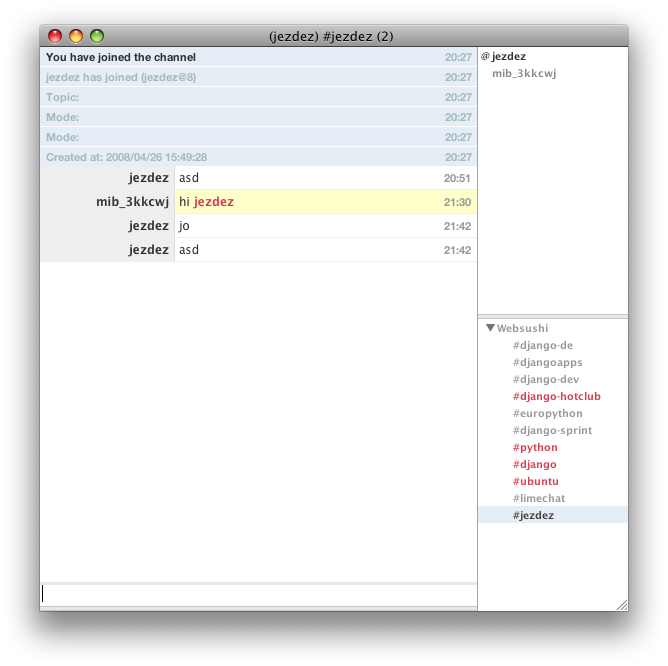 (jezdez) #jezdez (2)
You have joined the channel 20:27
jezdez has joined (jezdez@8) 20:27
Topic: 20:27
Mode: 20:27
Mode: 20:27
Created at: 2008/04/26 15:49:28 20:27
jezdez asd 20:51
mib_3kkcwj hi jezdez 21:30
jezdez jo 21:42
jezdez asd 21:42
@ jezdez
mib_3kkcwj
Websushi
#django-de
#djangoapps
#django-dev
#django-hotclub
#europython
#django-sprint
#python
#django
#ubuntu
#limechat
#jezdez